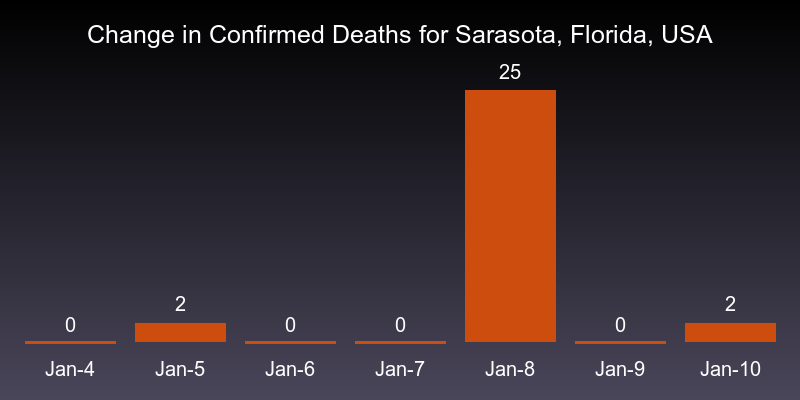 Change in Confirmed Deaths for Sarasota, Florida, USA
25
2
2
0
0
0
0
Jan-4
Jan-5
Jan-6
Jan-7
Jan-8
Jan-9
Jan-10